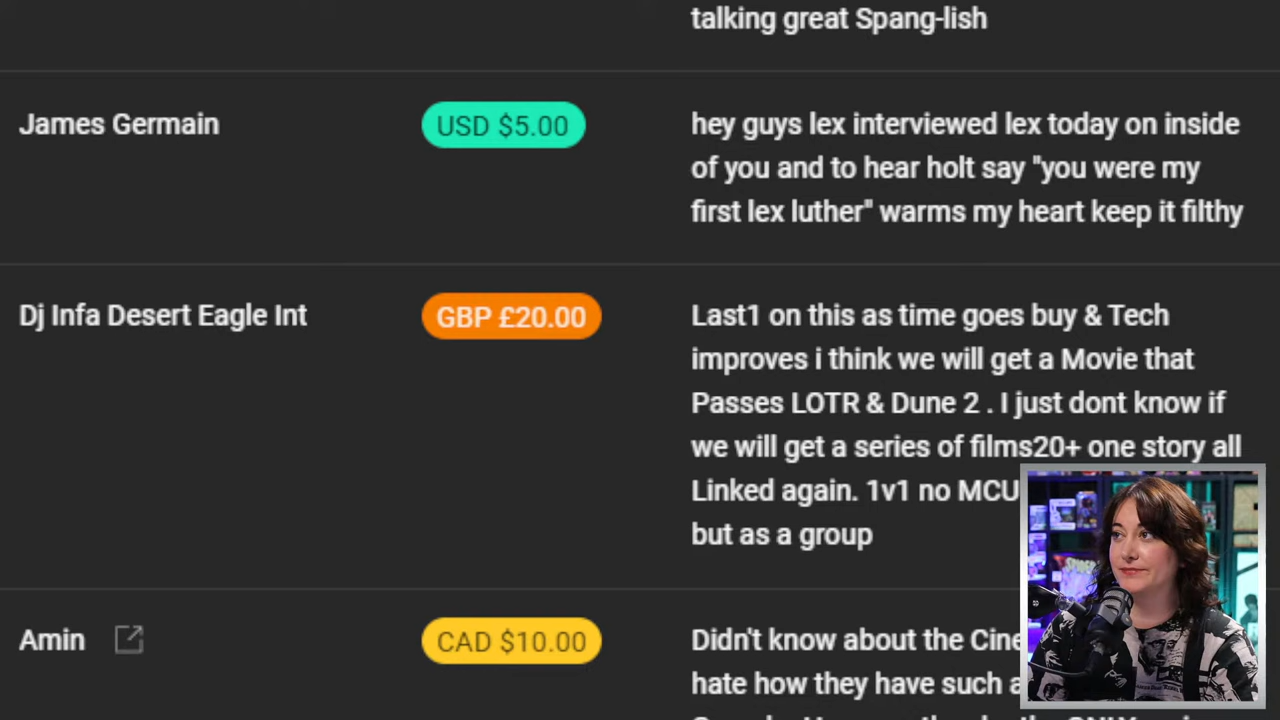 talking great Spang-lish
James Germain
USD $5.00
hey guys lex interviewed lex today on inside
of you and to hear holt say "you were my
first lex luther" warms my heart keep it filthy
Dj Infa Desert Eagle Int
GBP £20.00
Last1 on this as time goes buy & Tech
improves i think we will get a Movie that
Passes LOTR & Dune 2 . I just dont know if
we will get a series of films20+ one story all
Linked again. 1v1 no MCU
but as a group
Amin
CAD $10.00
Didn't know about the Cine
hate how they have such a